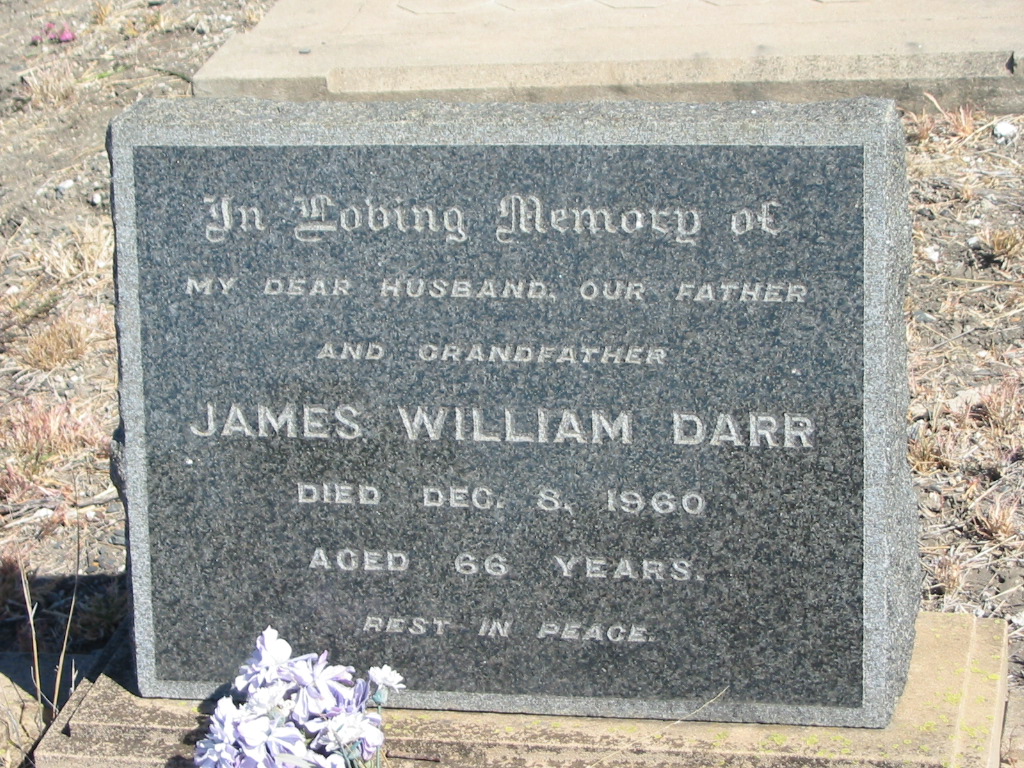 In Loving Memory of
MY DEAR HUSBAND, OUR FATHER
AND GRANDFATHER
JAMES WILLIAM DARR
DIED DEC. 8, 1960
AGED 66 YEARS.
REST IN PEACE.